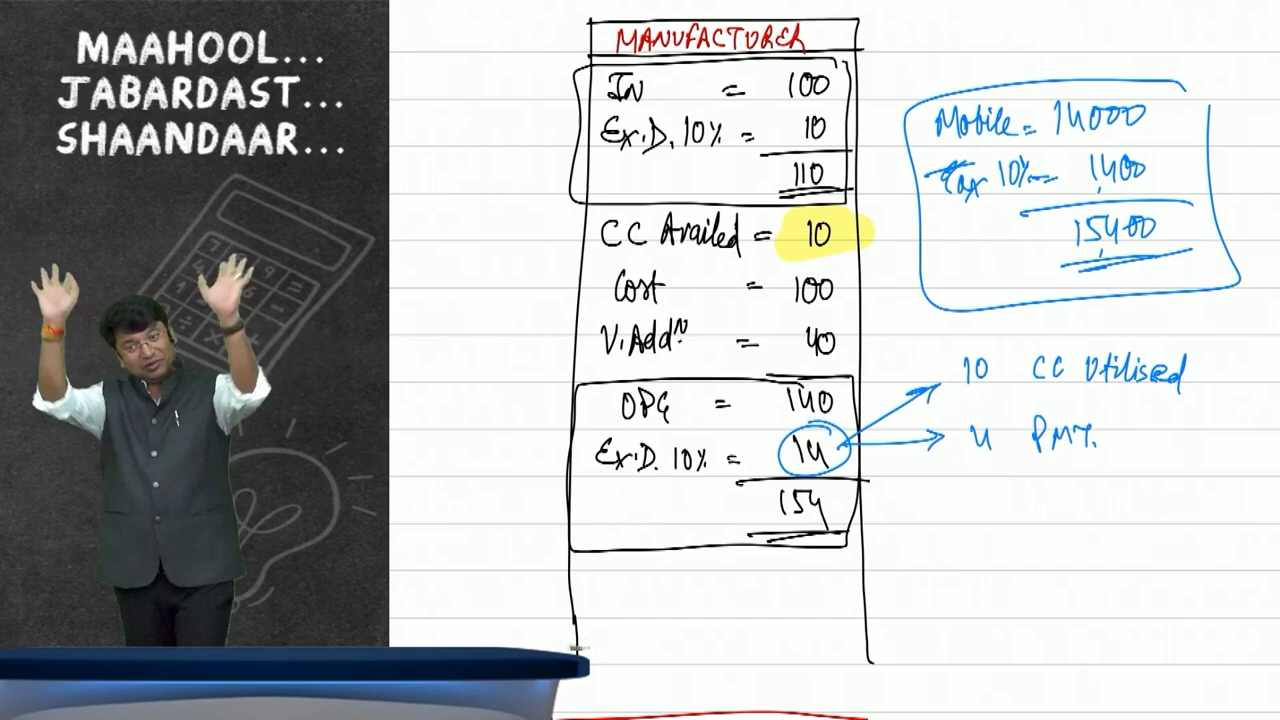 MAAHOOL...
JABARDAST...
SHAANDAAR...
MANUFACTURER
IN = 100
Ex.D. 10% = 10
110
CC Availed = 10
Cost = 100
V. Addⁿ = 40
OPG = 140
Ex.D. 10% = 14
154
Mobile = 14000
Tax 10% = 1400
15400
10 CC Utilised
4 PMT.